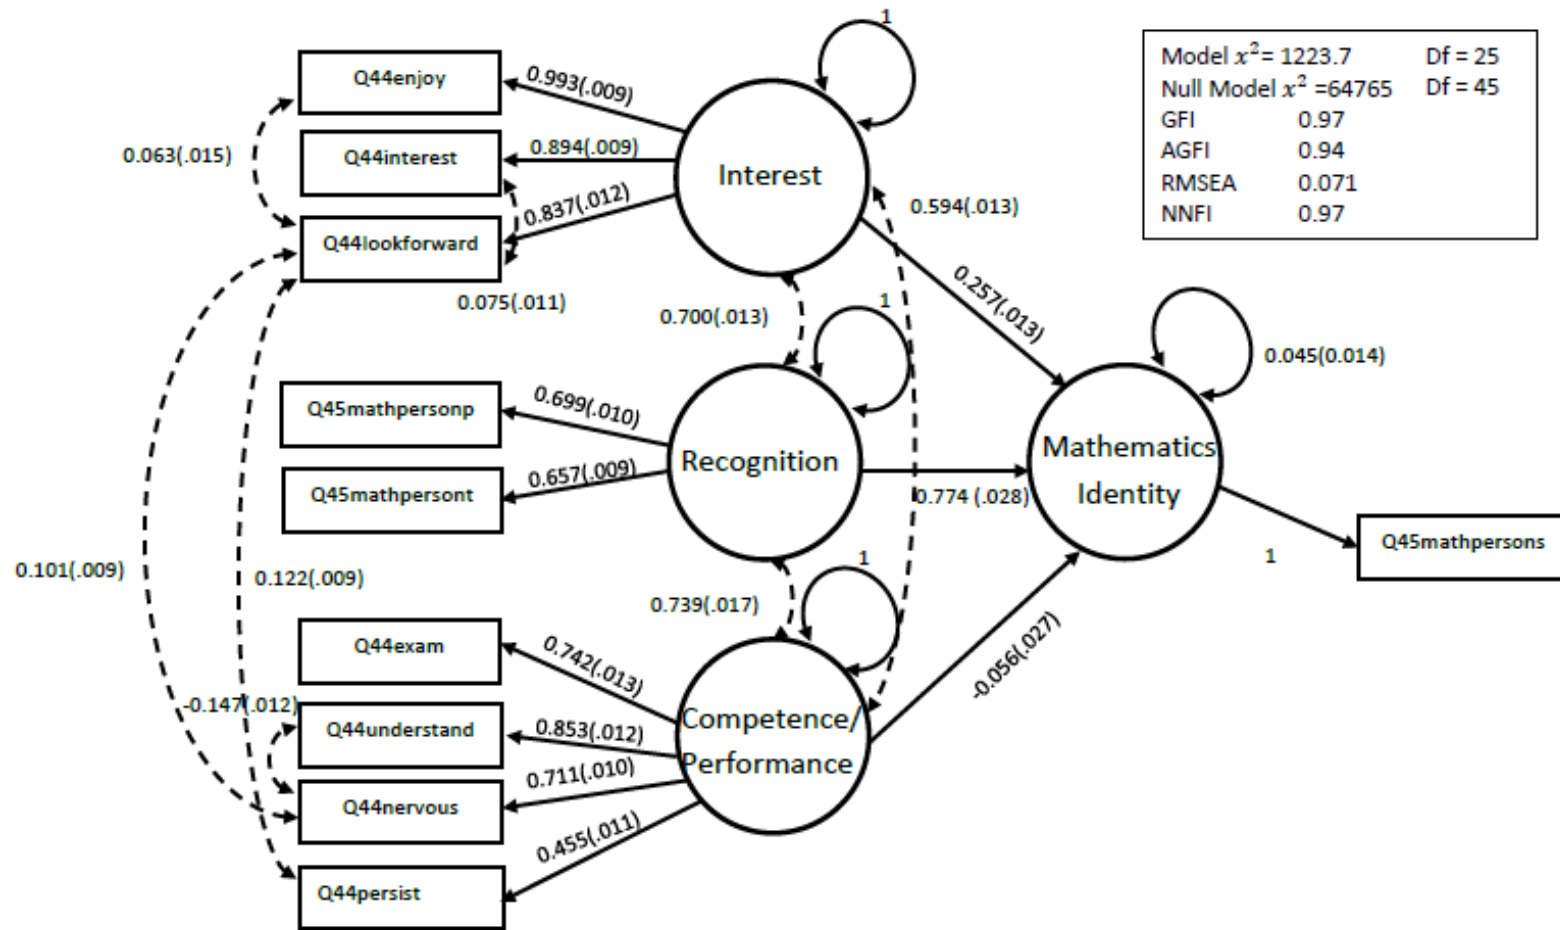 1
Model x²= 1223.7 Df = 25
Null Model x² =64765 Df = 45
GFI 0.97
AGFI 0.94
RMSEA 0.071
NNFI 0.97
Q44enjoy
0.993(.009)
0.063(.015)
Q44interest
0.894(.009)
Interest
0.837(.012)
0.594(.013)
Q44lookforward
0.075(.011)
0.700(.013)
1
0.257(.013)
0.045(0.014)
Q45mathpersonp
0.699(.010)
Recognition
Mathematics
Identity
Q45mathpersont
0.657(.009)
0.774 (.028)
Q45mathpersons
1
0.101(.009)
0.122(.009)
1
0.739(.017)
Q44exam
0.742(.013)
-0.056(.027)
-0.147(.012)
Q44understand
0.853(.012)
Competence/
Performance
0.711(.010)
Q44nervous
0.455(.011)
Q44persist